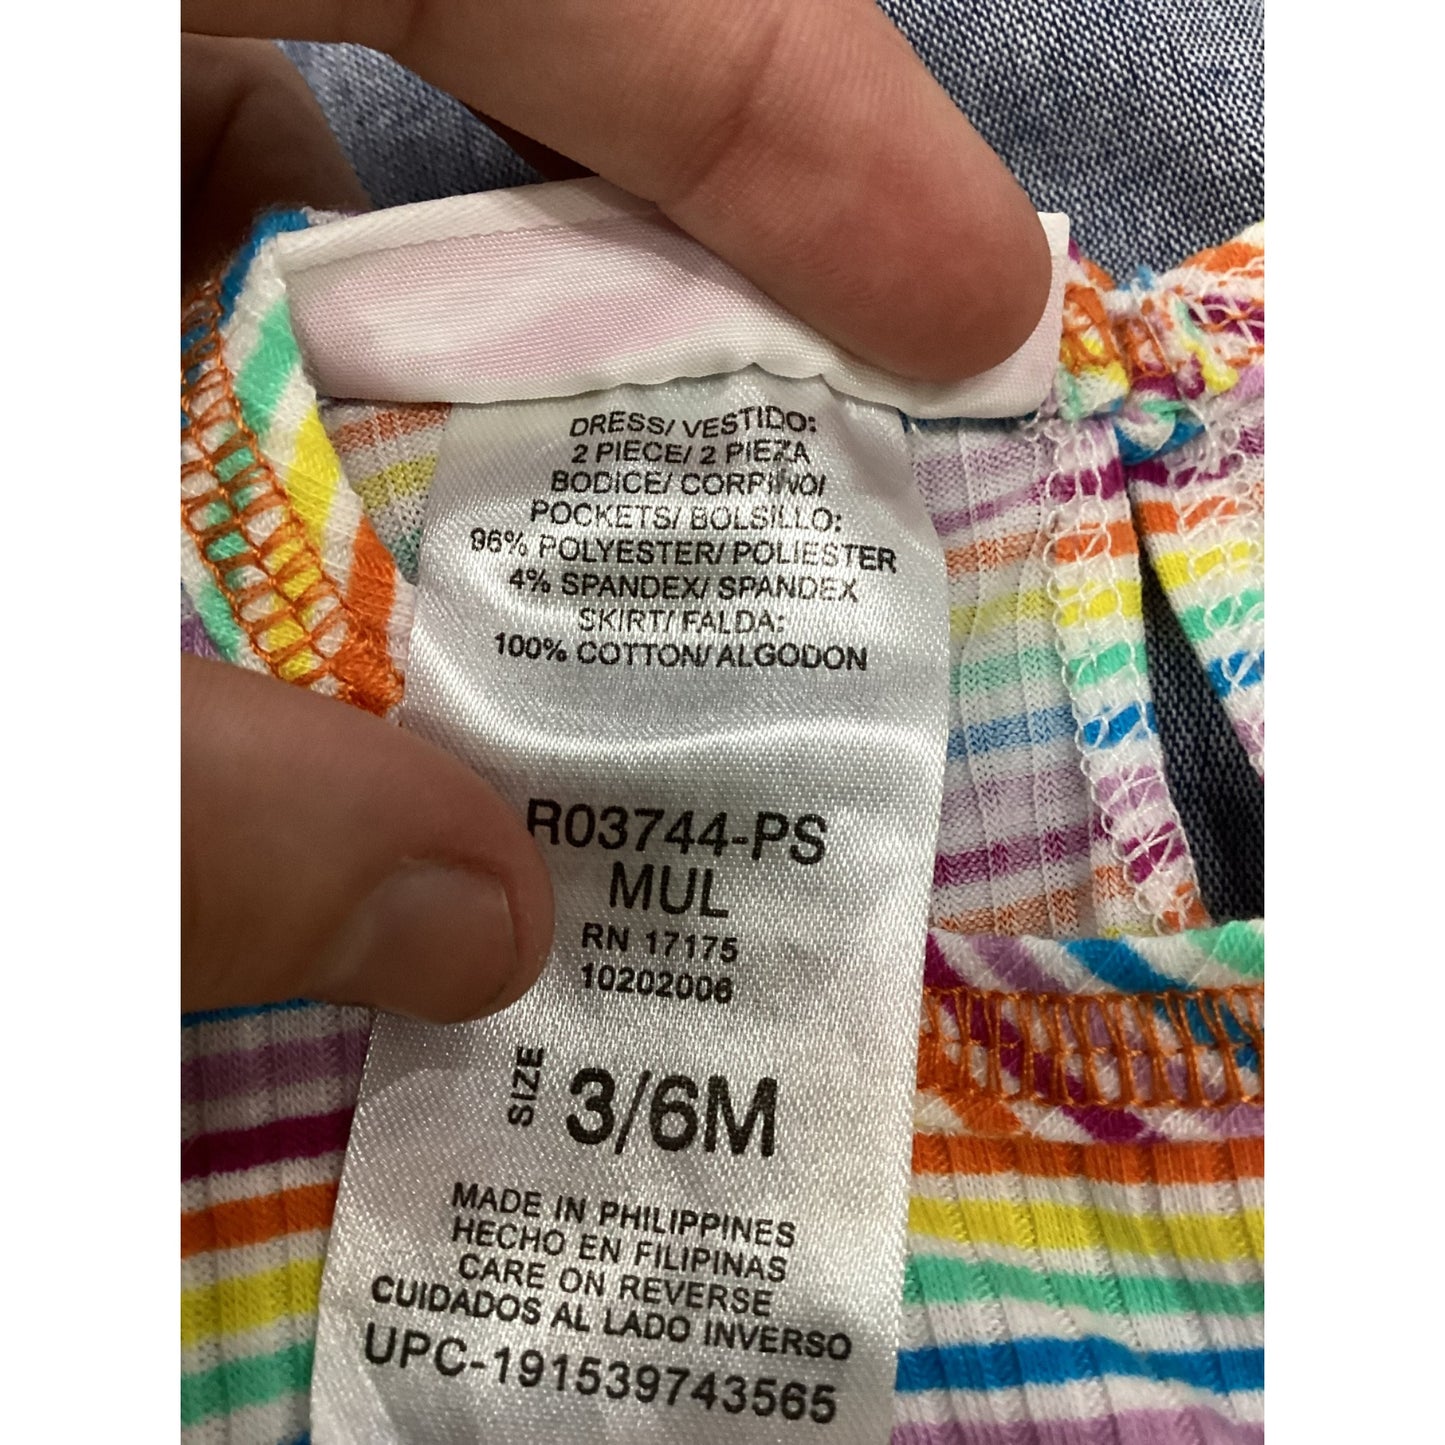 DRESS/ VESTIDO:
2 PIECE/ 2 PIEZA
BODICE/ CORPINO/
POCKETS/ BOLSILLO:
96% POLYESTER/ POLIESTER
4% SPANDEX/ SPANDEX
SKIRT/ FALDA:
100% COTTON/ ALGODON
R03744-PS
MUL
RN 17175
10202006
SIZE 3/6M
MADE IN PHILIPPINES
HECHO EN FILIPINAS
CARE ON REVERSE
CUIDADOS AL LADO INVERSO
UPC-191539743565